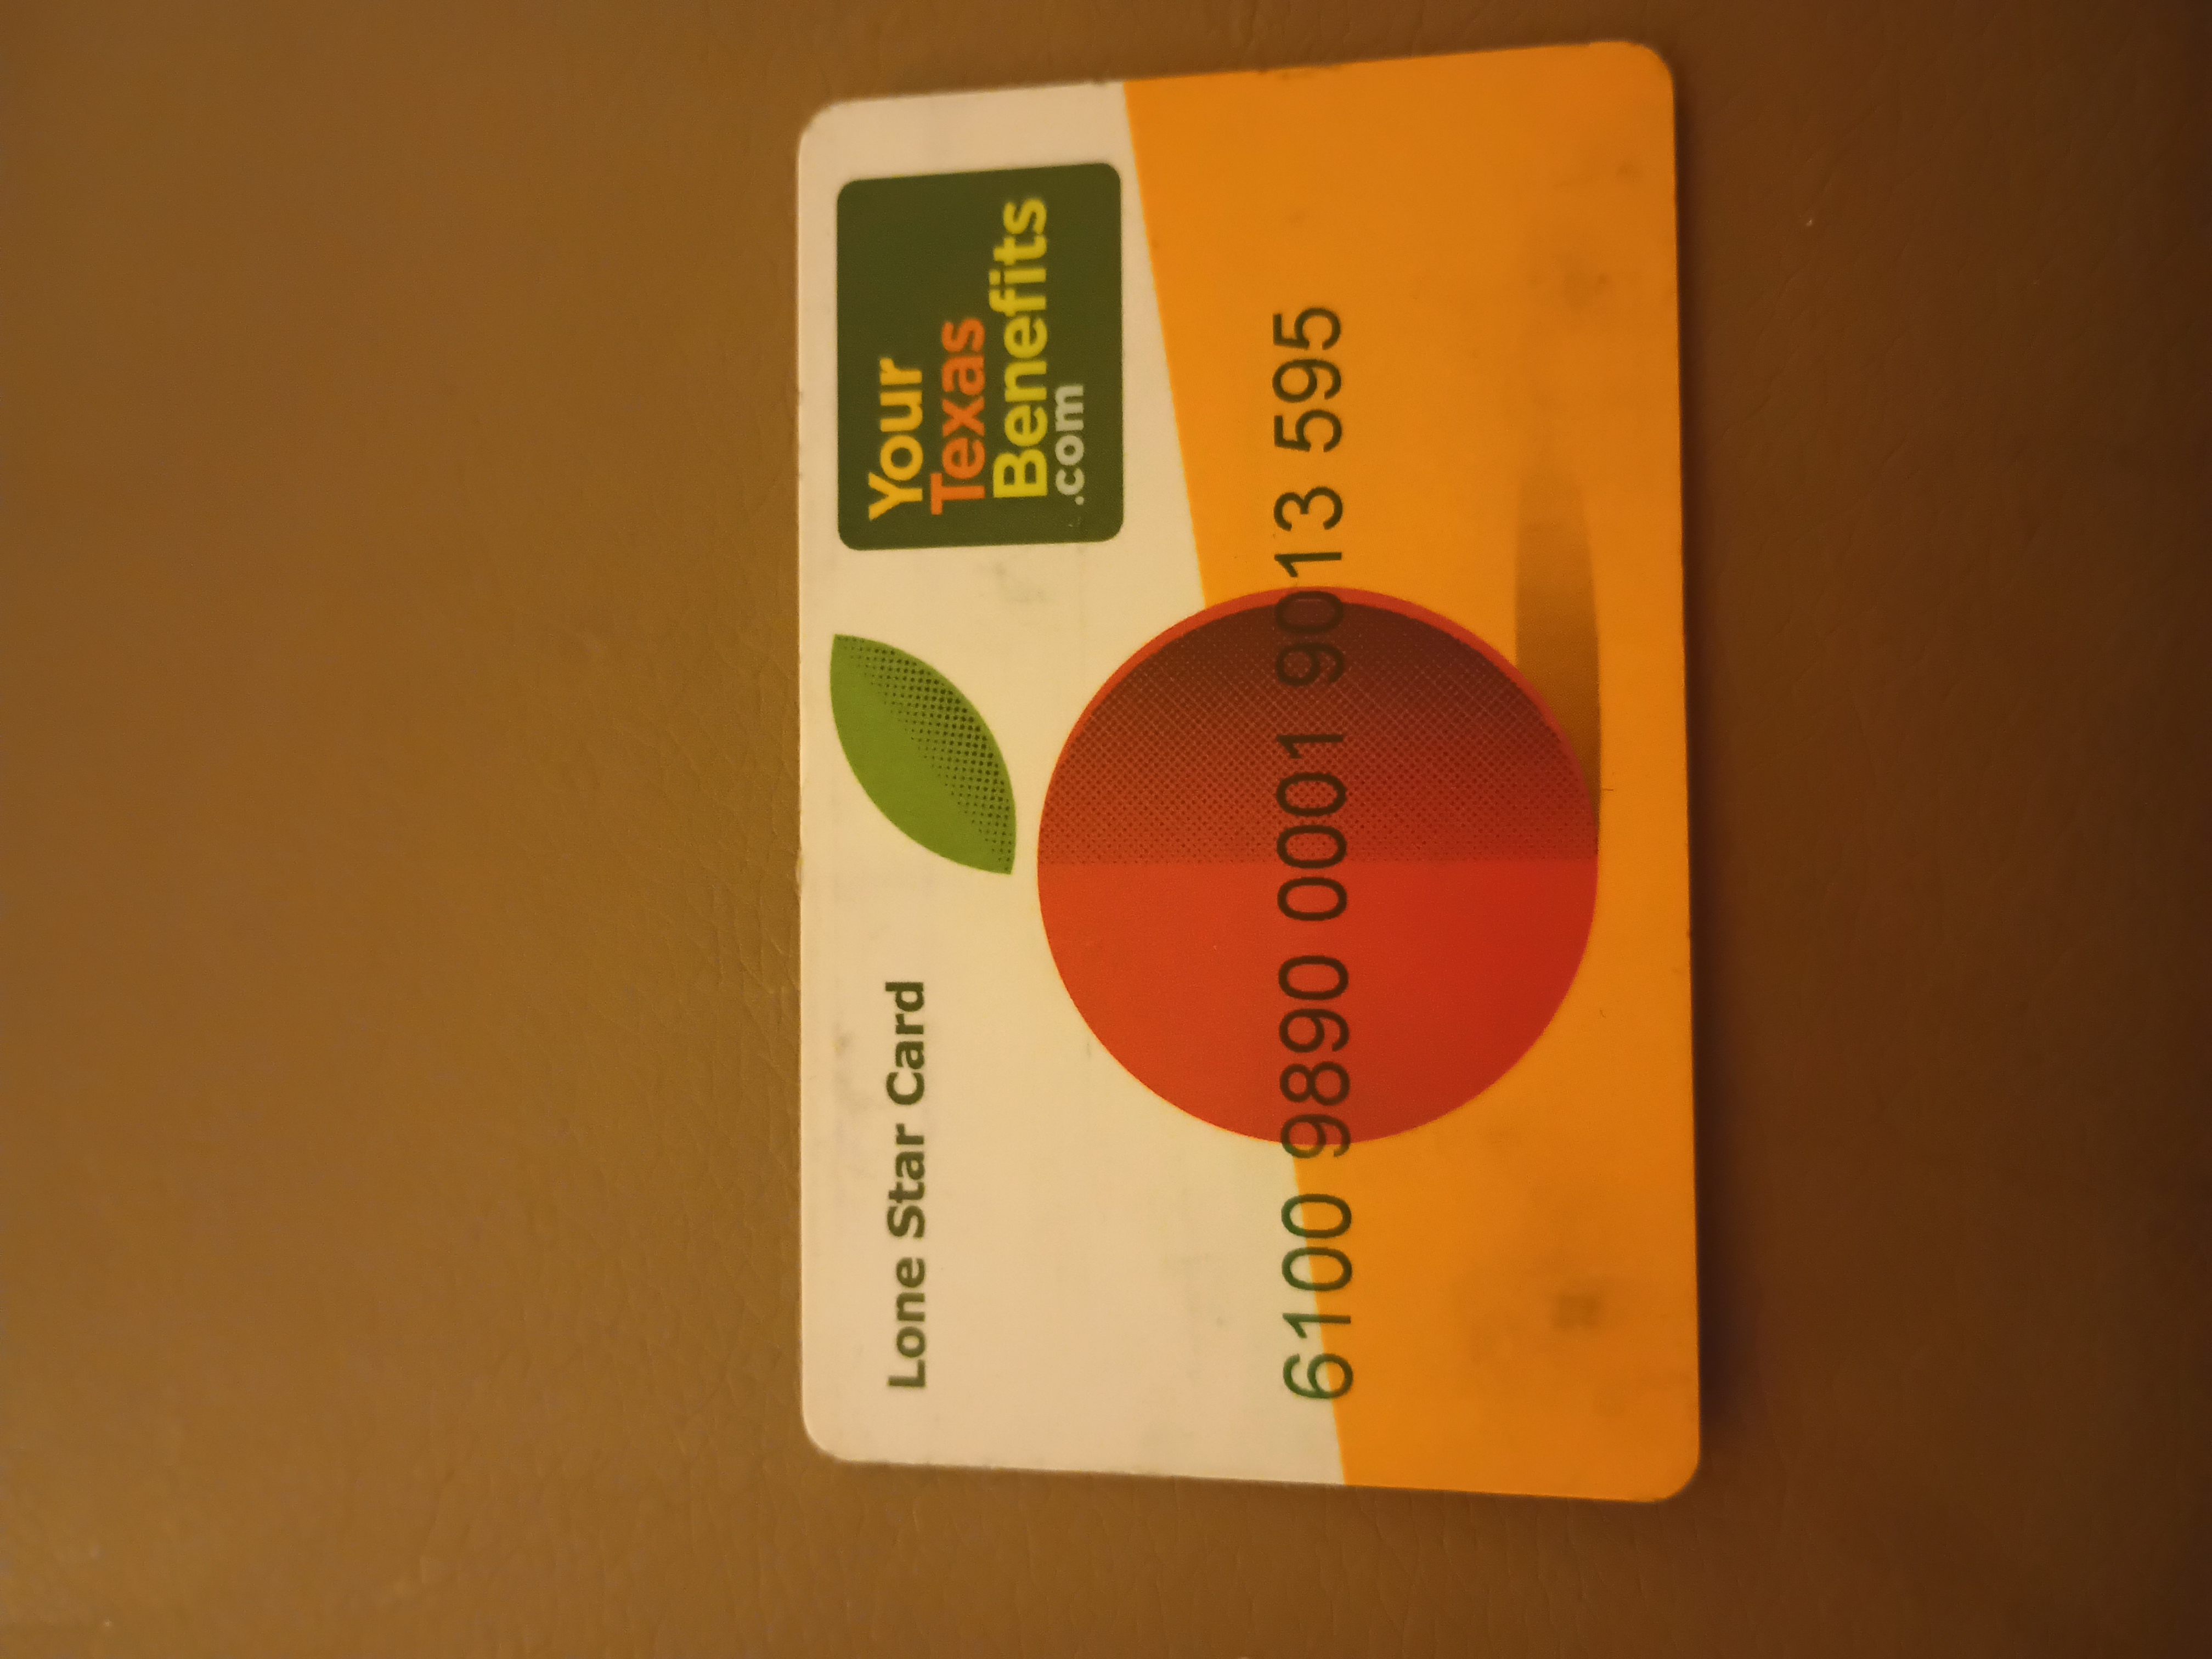 Lone Star Card
Your
Texas
Benefits
.com
6100 9890 0001 9013 595